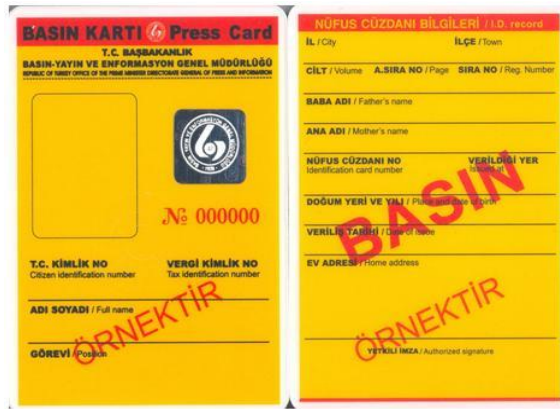 BASIN KARTI Press Card
T.C. BAŞBAKANLIK
BASIN-YAYIN VE ENFORMASYON GENEL MÜDÜRLÜĞÜ
REPUBLIC OF TURKEY OFFICE OF THE PRIME MINISTER DIRECTORATE GENERAL OF PRESS AND INFORMATION
№ 000000
T.C. KİMLİK NO VERGİ KİMLİK NO
Citizen identification number Tax identification number
ADI SOYADI / Full name
ÖRNEKTİR
GÖREVİ / Position
NÜFUS CÜZDANI BİLGİLERİ / I.D. record
İL / City İLÇE / Town
CİLT / Volume A.SIRA NO / Page SIRA NO / Reg. Number
BABA ADI / Father's name
ANA ADI / Mother's name
NÜFUS CÜZDANI NO VERİLDİĞİ YER
Identification card number Issued at
BASIN
DOĞUM YERİ VE YILI / Place and date of birth
VERİLİŞ TARİHİ / Date of issue
EV ADRESİ / Home address
ÖRNEKTİR
YETKİLİ İMZA / Authorized signature